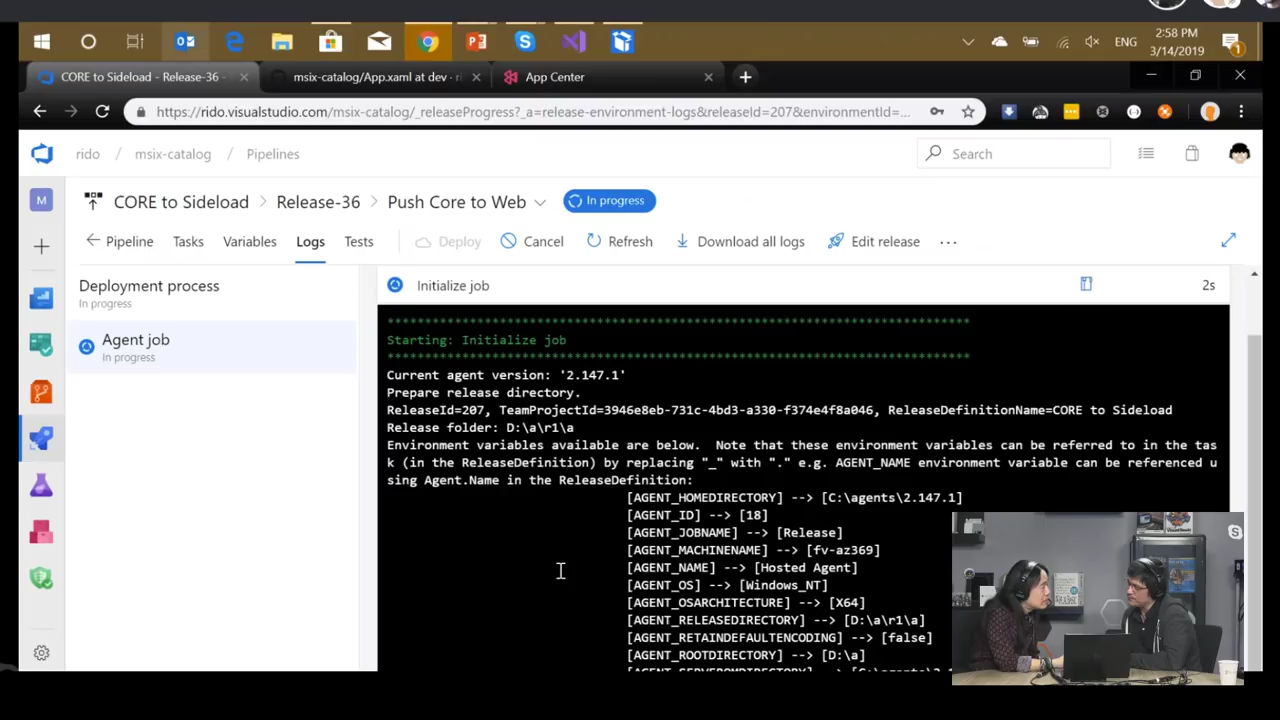 2:58 PM
ENG
3/14/2019
1
CORE to Sideload - Release-36 -
msix-catalog/App.xaml at dev · ri
App Center
https://rido.visualstudio.com/msix-catalog/_releaseProgress?_a=release-environment-logs&releaseId=207&environmentId=...
rido / msix-catalog / Pipelines
Search
M
CORE to Sideload > Release-36 > Push Core to Web
In progress
Pipeline Tasks Variables Logs Tests Deploy Cancel Refresh Download all logs Edit release ...
Deployment process
In progress
Agent job
In progress
Initialize job
2s
******************************************************************************
Starting: Initialize job
******************************************************************************
Current agent version: '2.147.1'
Prepare release directory.
ReleaseId=207, TeamProjectId=3946e8eb-731c-4bd3-a330-f374e4f8a046, ReleaseDefinitionName=CORE to Sideload
Release folder: D:\a\r1\a
Environment variables available are below. Note that these environment variables can be referred to in the tas
k (in the ReleaseDefinition) by replacing "_" with "." e.g. AGENT_NAME environment variable can be referenced u
sing Agent.Name in the ReleaseDefinition:
[AGENT_HOMEDIRECTORY] --> [C:\agents\2.147.1]
[AGENT_ID] --> [18]
[AGENT_JOBNAME] --> [Release]
[AGENT_MACHINENAME] --> [fv-az369]
[AGENT_NAME] --> [Hosted Agent]
[AGENT_OS] --> [Windows_NT]
[AGENT_OSARCHITECTURE] --> [X64]
[AGENT_RELEASEDIRECTORY] --> [D:\a\r1\a]
[AGENT_RETAINDEFAULTENCODING] --> [false]
[AGENT_ROOTDIRECTORY] --> [D:\a]